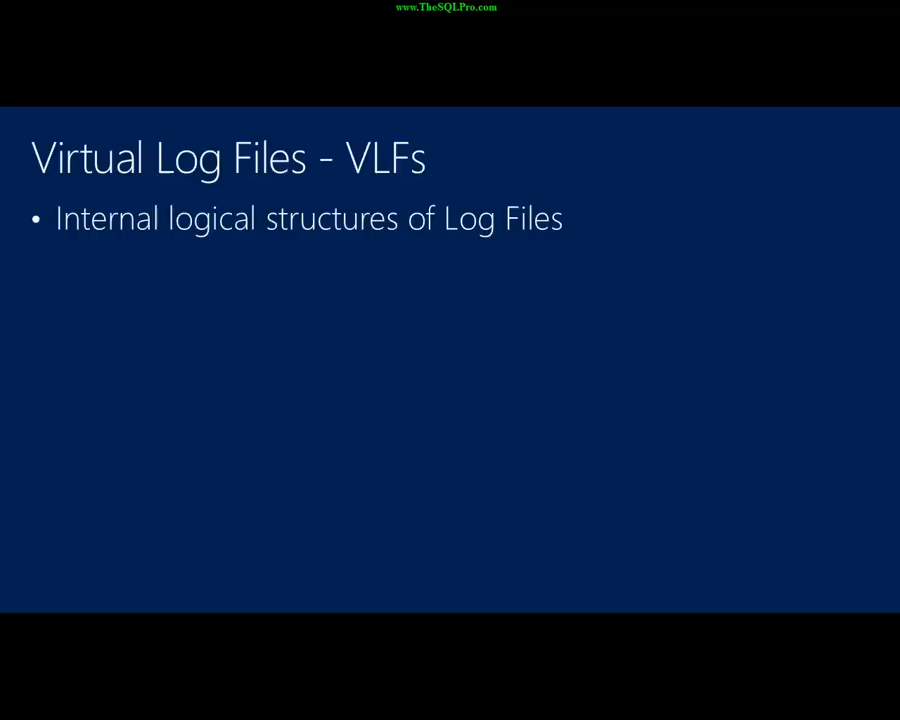 www.TheSQLPro.com
Virtual Log Files - VLFs
• Internal logical structures of Log Files